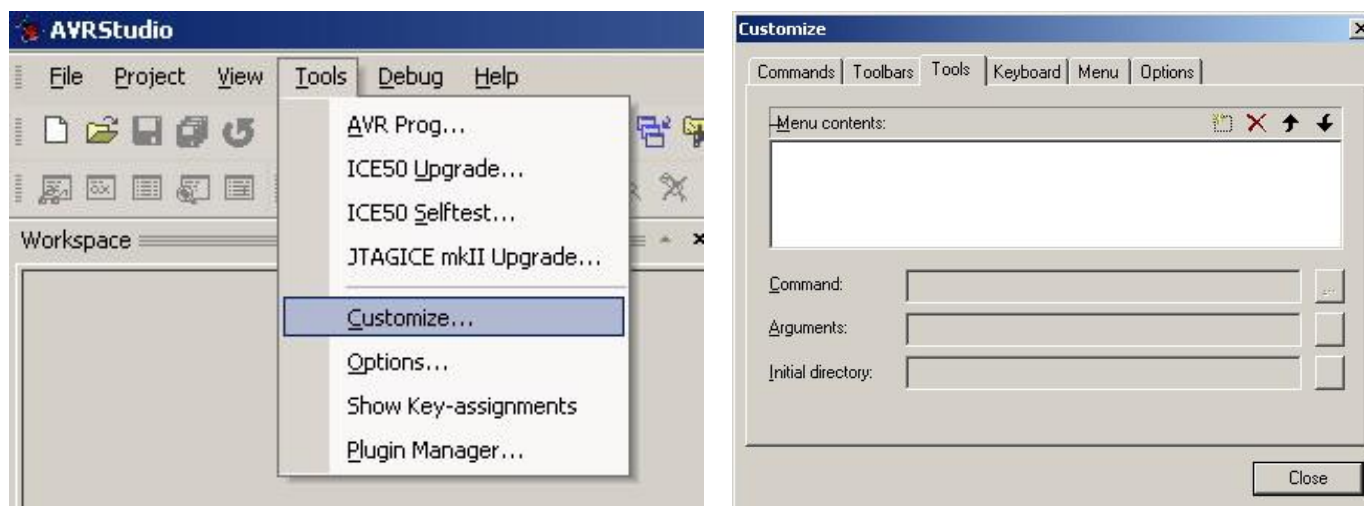 AVRStudio
File Project View Tools Debug Help
AVR Prog...
ICE50 Upgrade...
ICE50 Selftest...
JTAGICE mkII Upgrade...
Customize...
Options...
Show Key-assignments
Plugin Manager...
Workspace
Customize
Commands Toolbars Tools Keyboard Menu Options
Menu contents:
Command:
...
Arguments:
Initial directory:
Close